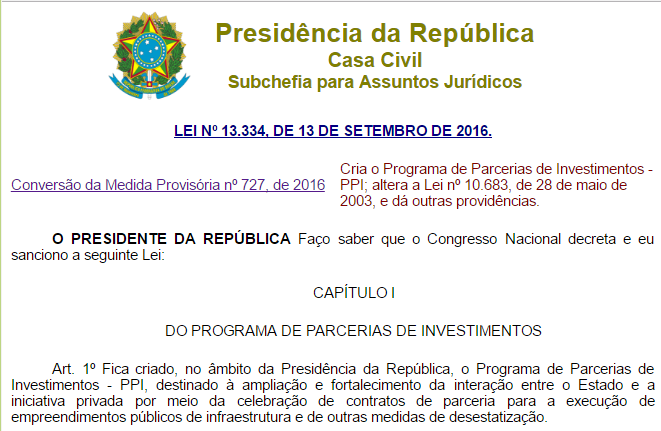 Presidência da República
Casa Civil
Subchefia para Assuntos Jurídicos
LEI Nº 13.334, DE 13 DE SETEMBRO DE 2016.
Conversão da Medida Provisória nº 727, de 2016
Cria o Programa de Parcerias de Investimentos -
PPI; altera a Lei nº 10.683, de 28 de maio de
2003, e dá outras providências.
O PRESIDENTE DA REPÚBLICA Faço saber que o Congresso Nacional decreta e eu
sanciono a seguinte Lei:
CAPÍTULO I
DO PROGRAMA DE PARCERIAS DE INVESTIMENTOS
Art. 1º Fica criado, no âmbito da Presidência da República, o Programa de Parcerias de
Investimentos - PPI, destinado à ampliação e fortalecimento da interação entre o Estado e a
iniciativa privada por meio da celebração de contratos de parceria para a execução de
empreendimentos públicos de infraestrutura e de outras medidas de desestatização.